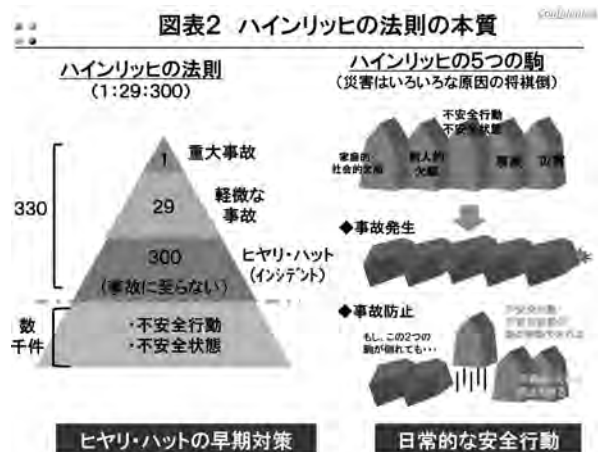 図表2 ハインリッヒの法則の本質
Confidential
ハインリッヒの法則
(1:29:300)
330
1
重大事故
29
軽微な
事故
300
(事故に至らない)
ヒヤリ・ハット
(インシデント)
数
千件
・不安全行動
・不安全状態
ヒヤリ・ハットの早期対策
ハインリッヒの5つの駒
(災害はいろいろな原因の将棋倒)
家庭的
社会的
個人的
欠陥
不安全行動
不安全状態
事故
災害
◆事故発生
◆事故防止
もし、この2つの
駒が倒れても・・・
日常的な安全行動